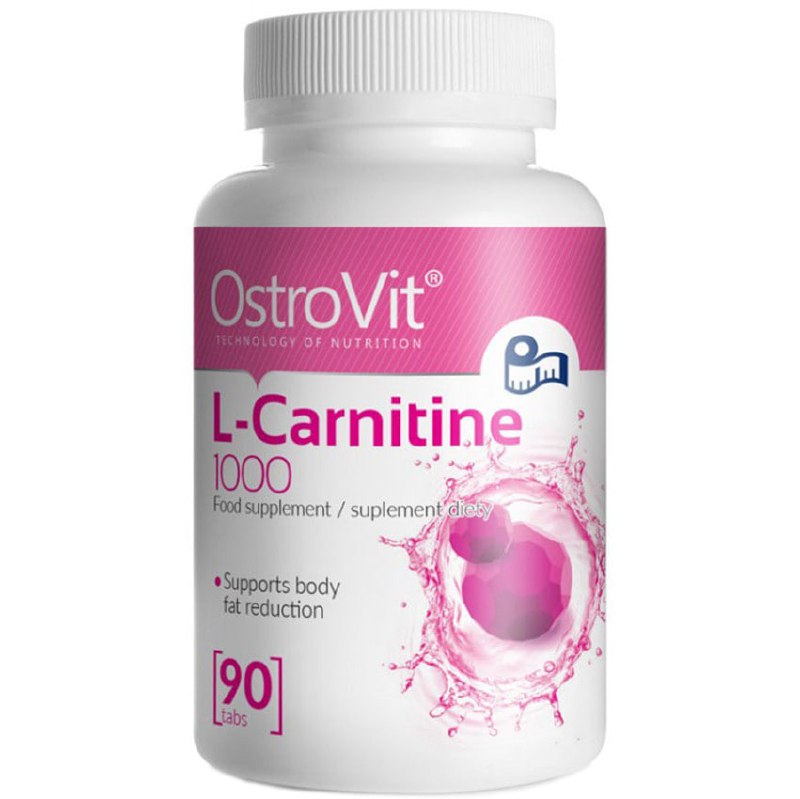 OstroVit®
TECHNOLOGY OF NUTRITION
L-Carnitine
1000
Food supplement / suplement diety
•Supports body
fat reduction
[90]
tabs